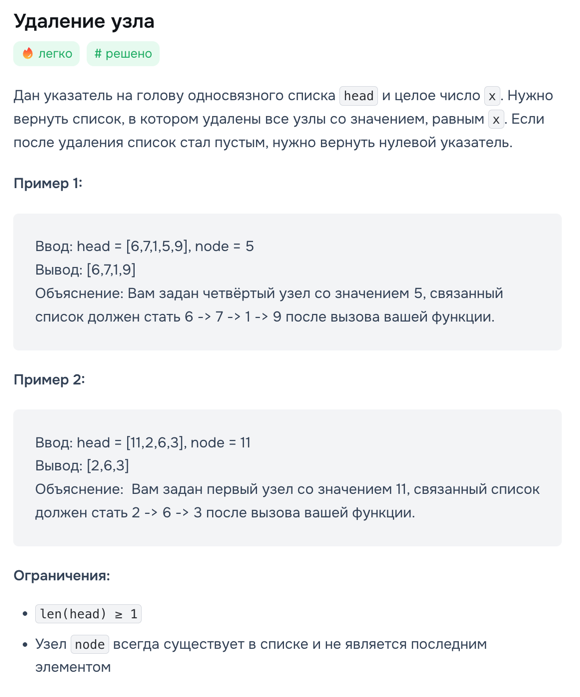 Удаление узла
🔥 легко # решено
Дан указатель на голову односвязного списка head и целое число x. Нужно
вернуть список, в котором удалены все узлы со значением, равным x. Если
после удаления список стал пустым, нужно вернуть нулевой указатель.
Пример 1:
Ввод: head = [6,7,1,5,9], node = 5
Вывод: [6,7,1,9]
Объяснение: Вам задан четвёртый узел со значением 5, связанный
список должен стать 6 -> 7 -> 1 -> 9 после вызова вашей функции.
Пример 2:
Ввод: head = [11,2,6,3], node = 11
Вывод: [2,6,3]
Объяснение: Вам задан первый узел со значением 11, связанный список
должен стать 2 -> 6 -> 3 после вызова вашей функции.
Ограничения:
• len(head) ≥ 1
• Узел node всегда существует в списке и не является последним
элементом